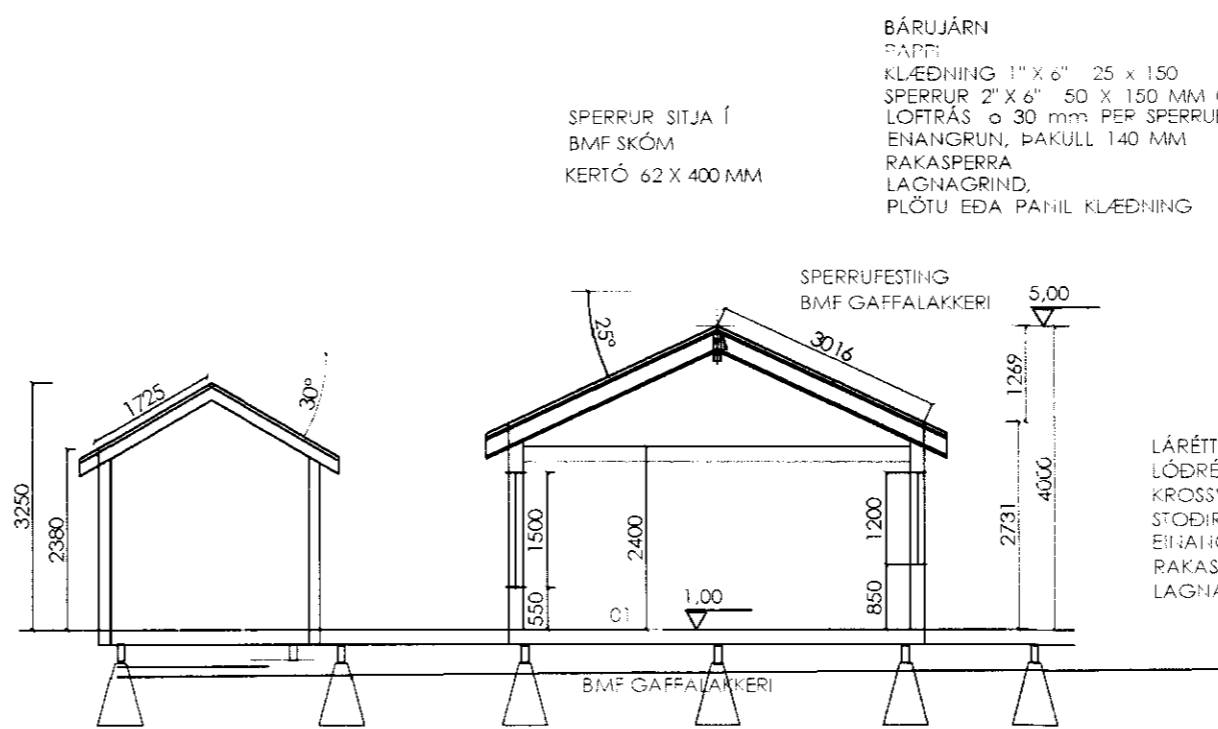 BÁRUJÁRN
PAPPI
KLÆÐNING 1" X 6" 25 x 150
SPERRUR 2" X 6" 50 X 150 MM
LOFTRÁS o 30 mm PER SPERRU
ENANGRUN, ÞAKULL 140 MM
RAKASPERRA
LAGNAGRIND,
PLÖTU EÐA PANIL KLÆÐNING
SPERRUR SITJA Í
BMF SKÓM
KERTÓ 62 X 400 MM
SPERRUFESTING
BMF GAFFALAKKERI
5,00
25°
3016
1269
1725
30°
3250
2380
1500
550
2400
1200
850
2731
4000
01
1,00
LÁRÉTT
LÓÐRÉ
KROSS
STOÐIR
EINANG
RAKAS
LAGNA
BMF GAFFALAKKERI